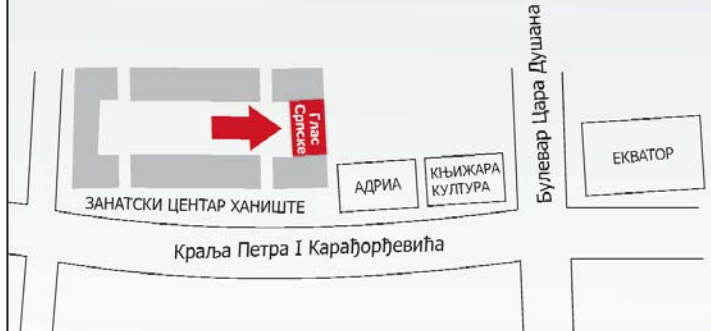 Глас
Српске
Булевар Цара Душана
ЕКВАТОР
АДРИА
КЊИЖАРА
КУЛТУРА
ЗАНАТСКИ ЦЕНТАР ХАНИШТЕ
Краља Петра I Карађорђевића